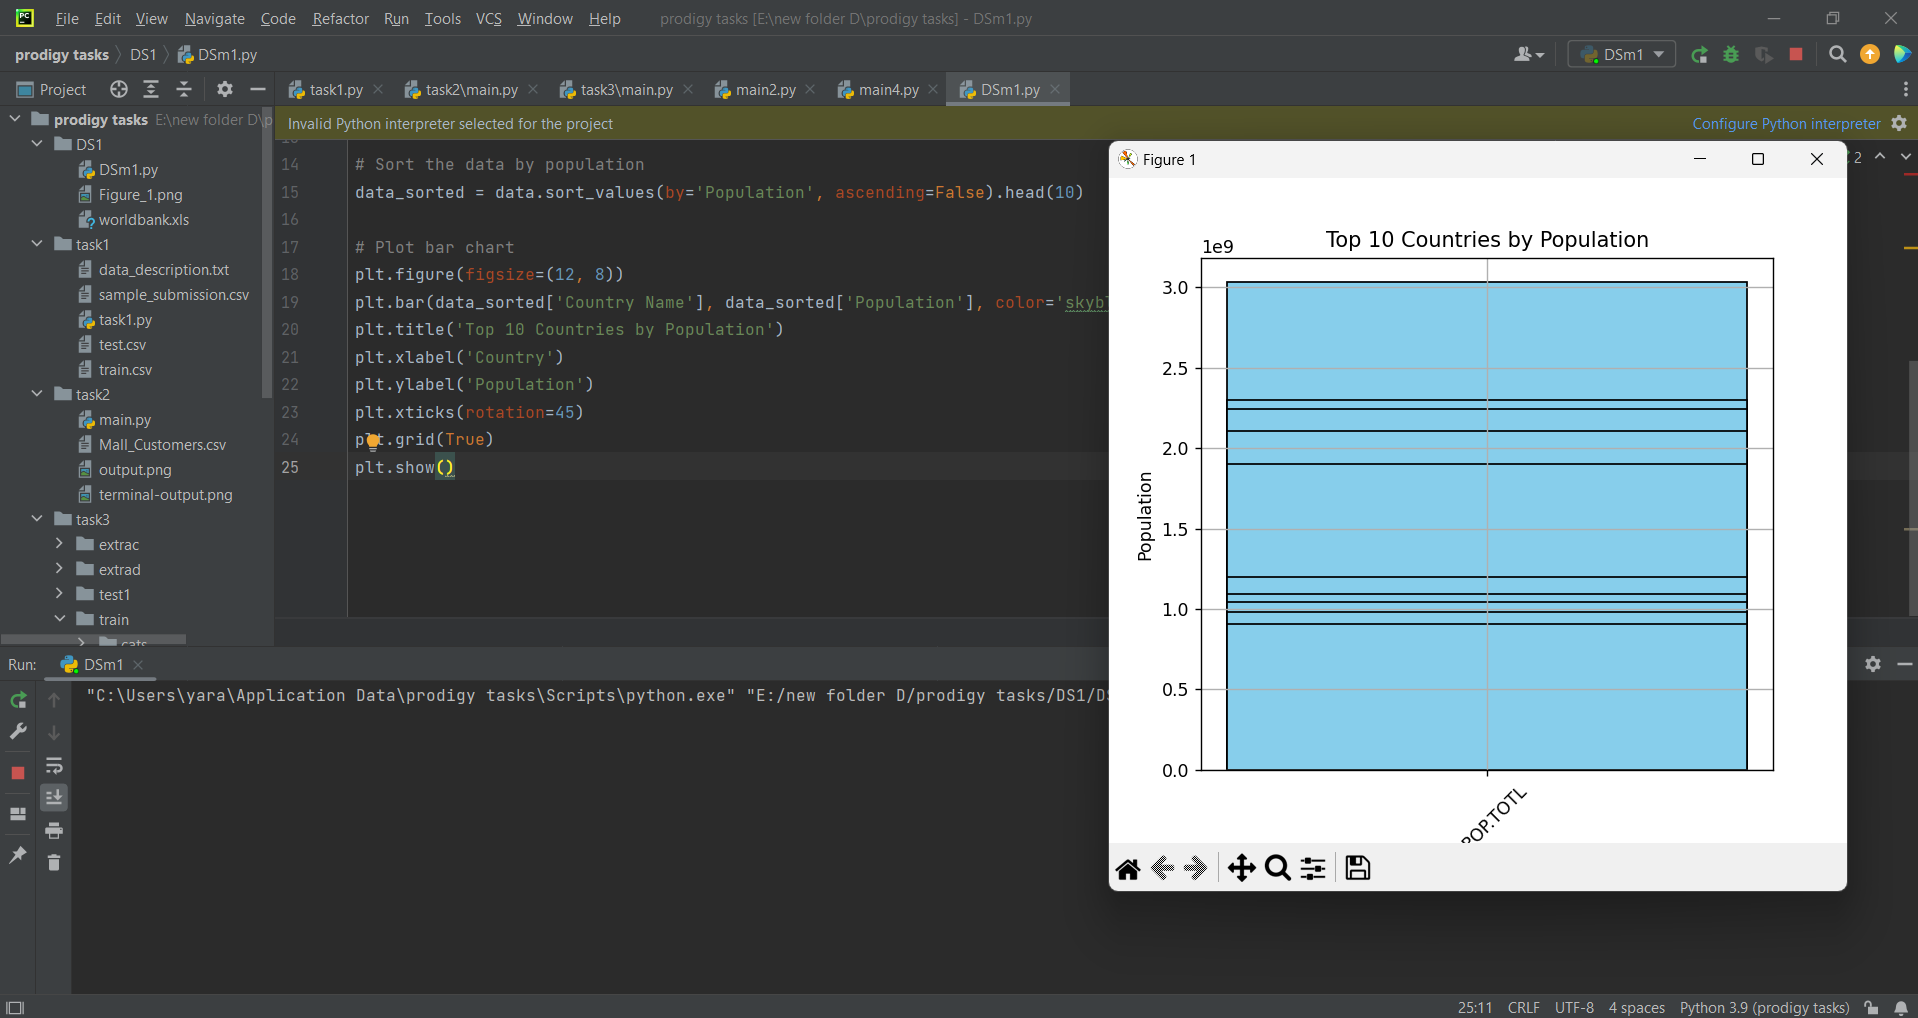 File Edit View Navigate Code Refactor Run Tools VCS Window Help prodigy tasks [E:\new folder D\prodigy tasks] - DSm1.py
prodigy tasks DS1 DSm1.py DSm1
Project task1.py task2\main.py task3\main.py main2.py main4.py DSm1.py
Invalid Python interpreter selected for the project Configure Python interpreter
prodigy tasks E:\new folder D\p
DS1
DSm1.py
Figure_1.png
worldbank.xls
task1
data_description.txt
sample_submission.csv
task1.py
test.csv
train.csv
task2
main.py
Mall_Customers.csv
output.png
terminal-output.png
task3
extrac
extrad
test1
train
cats
14 # Sort the data by population
15 data_sorted = data.sort_values(by='Population', ascending=False).head(10)
16
17 # Plot bar chart
18 plt.figure(figsize=(12, 8))
19 plt.bar(data_sorted['Country Name'], data_sorted['Population'], color='skybl
20 plt.title('Top 10 Countries by Population')
21 plt.xlabel('Country')
22 plt.ylabel('Population')
23 plt.xticks(rotation=45)
24 plt.grid(True)
25 plt.show()
2
Figure 1
Top 10 Countries by Population
1e9
3.0
2.5
2.0
1.5
1.0
0.5
0.0
Population
POP.TOTL
Run: DSm1
"C:\Users\yara\Application Data\prodigy tasks\Scripts\python.exe" "E:/new folder D/prodigy tasks/DS1/DS
25:11 CRLF UTF-8 4 spaces Python 3.9 (prodigy tasks)